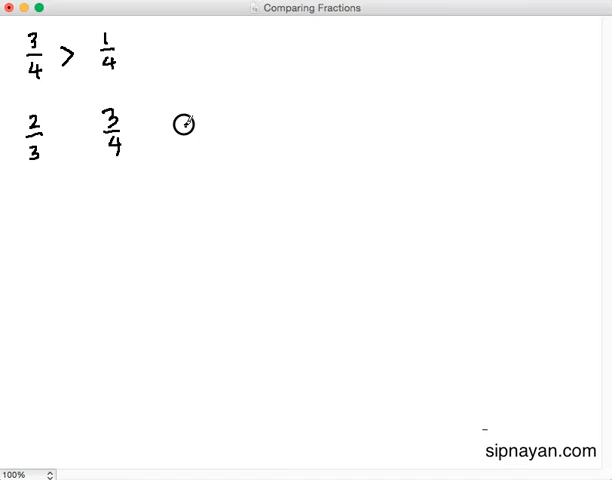 Comparing Fractions
3/4 > 1/4
2/3 3/4
sipnayan.com
100%